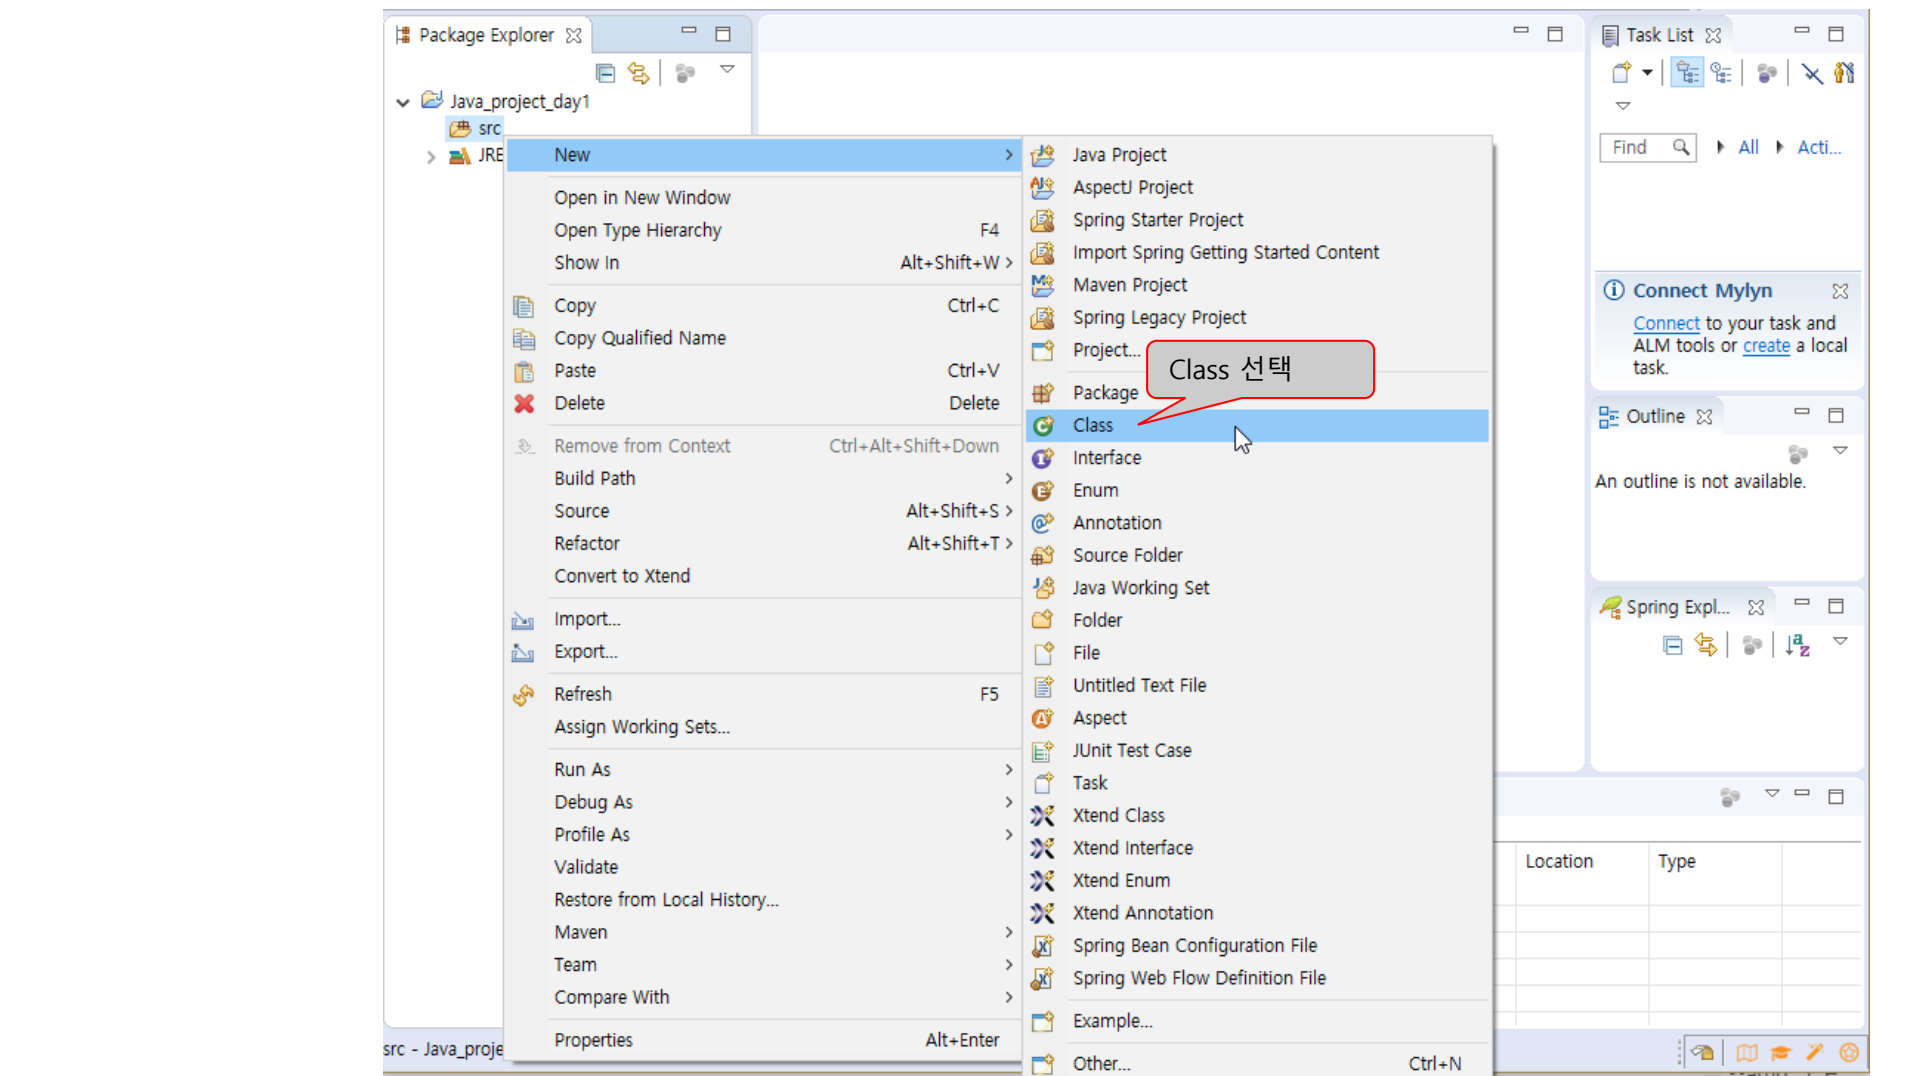 Package Explorer
Java_project_day1
src
JRE
New
Open in New Window
Open Type Hierarchy F4
Show In Alt+Shift+W
Copy Ctrl+C
Copy Qualified Name
Paste Ctrl+V
Delete Delete
Remove from Context Ctrl+Alt+Shift+Down
Build Path
Source Alt+Shift+S
Refactor Alt+Shift+T
Convert to Xtend
Import...
Export...
Refresh F5
Assign Working Sets...
Run As
Debug As
Profile As
Validate
Restore from Local History...
Maven
Team
Compare With
Properties Alt+Enter
Java Project
AspectJ Project
Spring Starter Project
Import Spring Getting Started Content
Maven Project
Spring Legacy Project
Project...
Class 선택
Package
Class
Interface
Enum
Annotation
Source Folder
Java Working Set
Folder
File
Untitled Text File
Aspect
JUnit Test Case
Task
Xtend Class
Xtend Interface
Xtend Enum
Xtend Annotation
Spring Bean Configuration File
Spring Web Flow Definition File
Example...
Other... Ctrl+N
Task List
Find All Acti...
Connect Mylyn
Connect to your task and
ALM tools or create a local
task.
Outline
An outline is not available.
Spring Expl...
Location Type
src - Java_proje